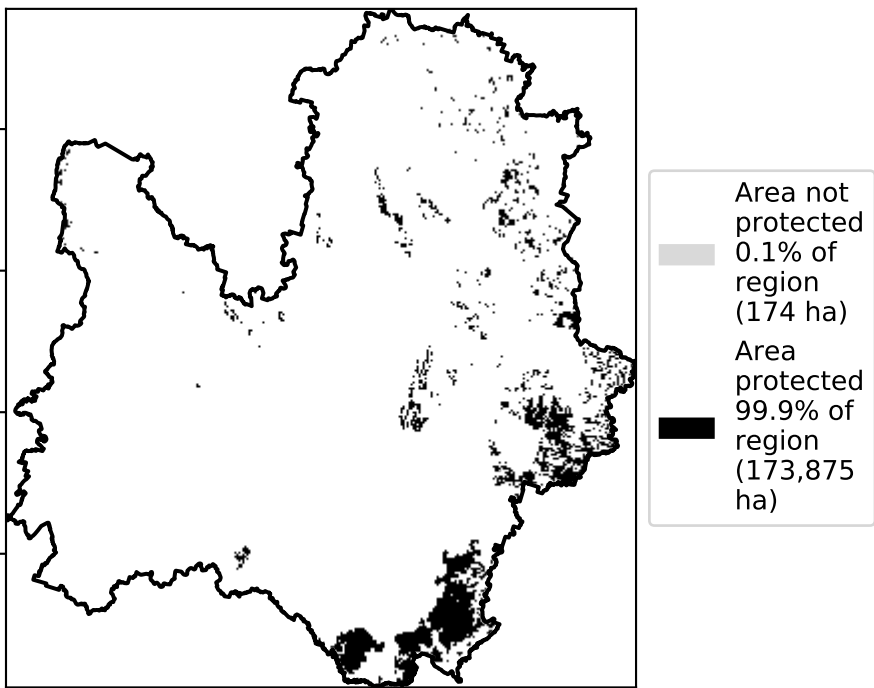 Area not
protected
0.1% of
region
(174 ha)
Area
protected
99.9% of
region
(173,875
ha)